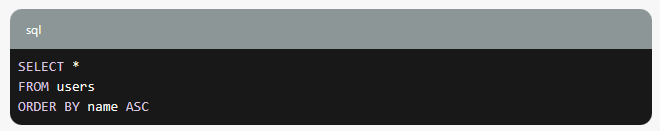 sql
SELECT *
FROM users
ORDER BY name ASC